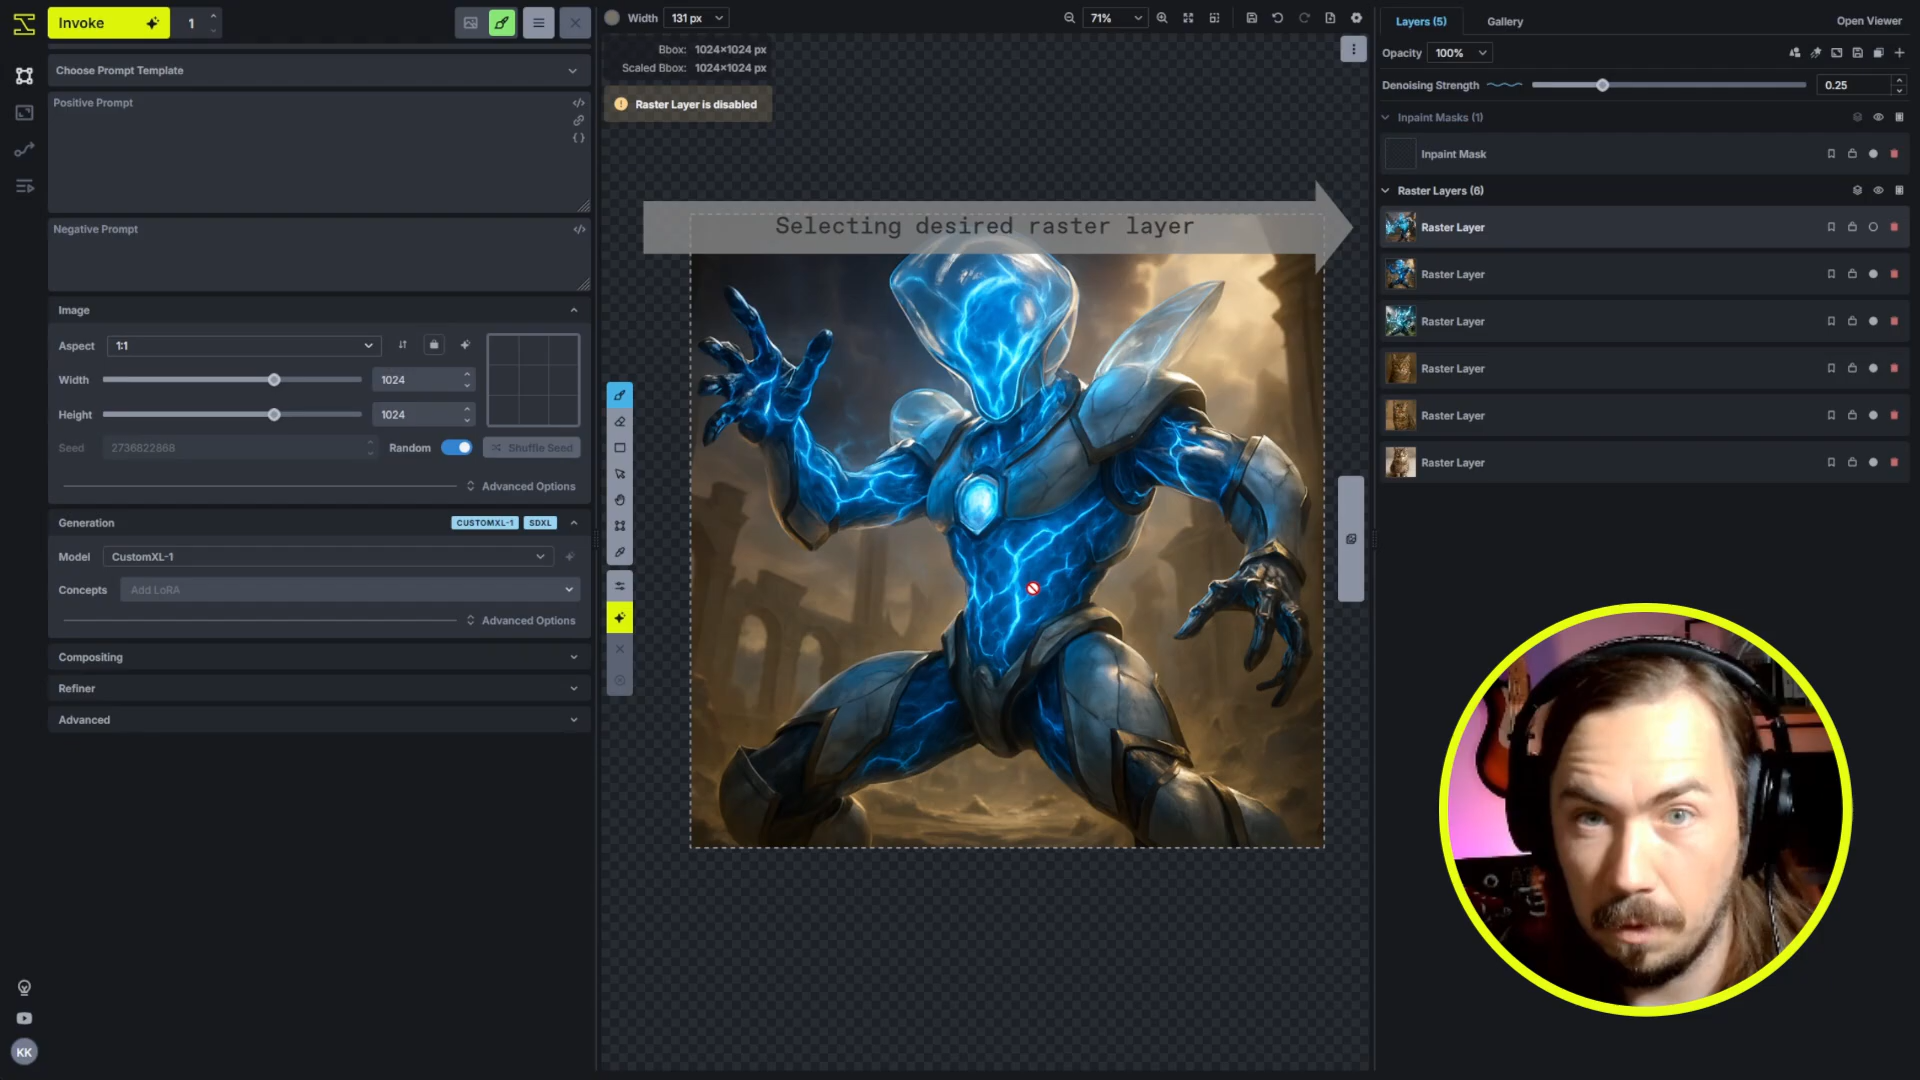 Invoke
1
Choose Prompt Template
Positive Prompt
Negative Prompt
Image
Aspect
1:1
Width
1024
Height
1024
Seed
2736822868
Random
Shuffle Seed
Advanced Options
Generation
CUSTOMXL-1
SDXL
Model
CustomXL-1
Concepts
Add LoRA
Advanced Options
Compositing
Refiner
Advanced
KK
Width
131 px
71%
Bbox: 1024×1024 px
Scaled Bbox: 1024×1024 px
Raster Layer is disabled
Selecting desired raster layer
Layers (5)
Gallery
Open Viewer
Opacity
100%
Denoising Strength
0.25
Inpaint Masks (1)
Inpaint Mask
Raster Layers (6)
Raster Layer
Raster Layer
Raster Layer
Raster Layer
Raster Layer
Raster Layer